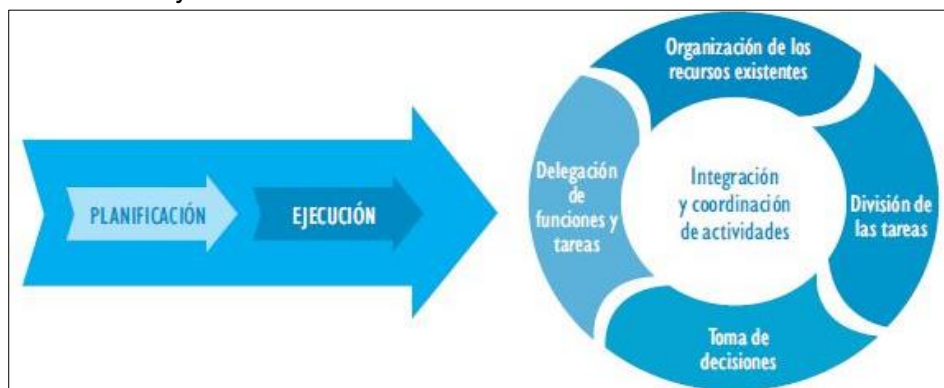 PLANIFICACIÓN
EJECUCIÓN
Organización de los
recursos existentes
Delegación
de
funciones y
tareas
Integración
y coordinación
de actividades
División de
las tareas
Toma de
decisiones